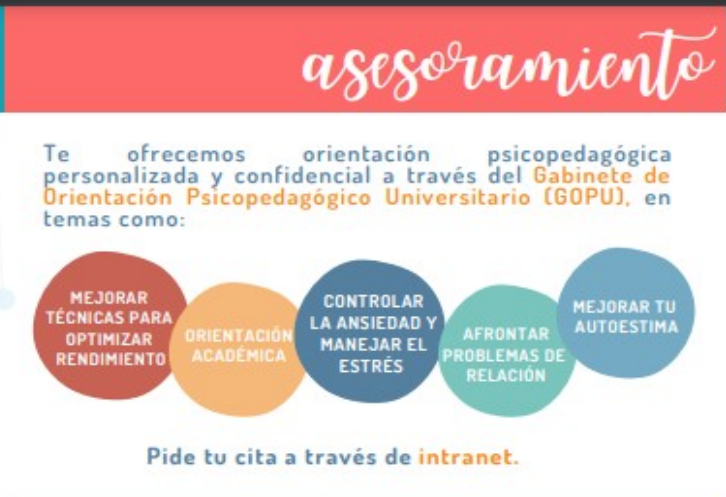 asesoramiento
Te ofrecemos orientación psicopedagógica
personalizada y confidencial a través del Gabinete de
Orientación Psicopedagógico Universitario (GOPU), en
temas como:
MEJORAR
TÉCNICAS PARA
OPTIMIZAR
RENDIMIENTO
ORIENTACIÓN
ACADÉMICA
CONTROLAR
LA ANSIEDAD Y
MANEJAR EL
ESTRÉS
AFRONTAR
PROBLEMAS DE
RELACIÓN
MEJORAR TU
AUTOESTIMA
Pide tu cita a través de intranet.